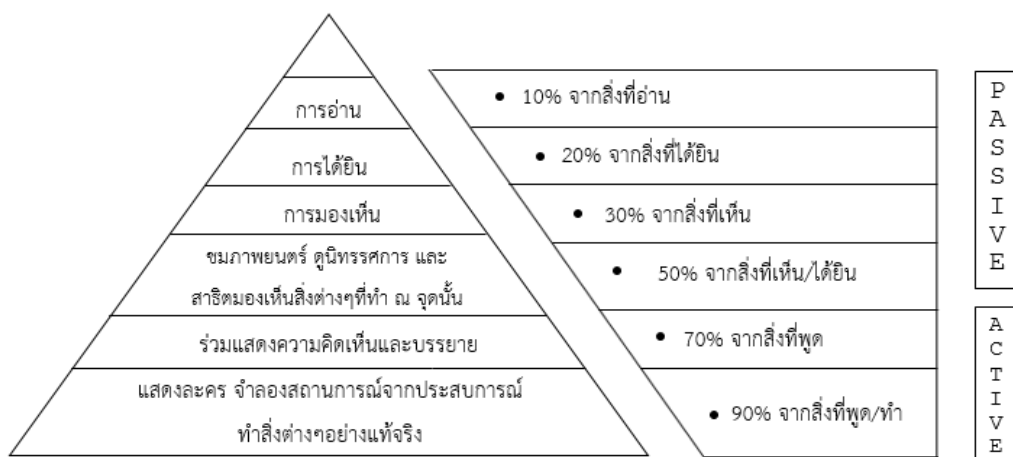 การอ่าน
การได้ยิน
การมองเห็น
ชมภาพยนตร์ ดูนิทรรศการ และ
สาธิตมองเห็นสิ่งต่างๆที่ทำ ณ จุดนั้น
ร่วมแสดงความคิดเห็นและบรรยาย
แสดงละคร จำลองสถานการณ์จากประสบการณ์
ทำสิ่งต่างๆอย่างแท้จริง
• 10% จากสิ่งที่อ่าน
• 20% จากสิ่งที่ได้ยิน
• 30% จากสิ่งที่เห็น
• 50% จากสิ่งที่เห็น/ได้ยิน
• 70% จากสิ่งที่พูด
• 90% จากสิ่งที่พูด/ทำ
PASSIVE
ACTIVE